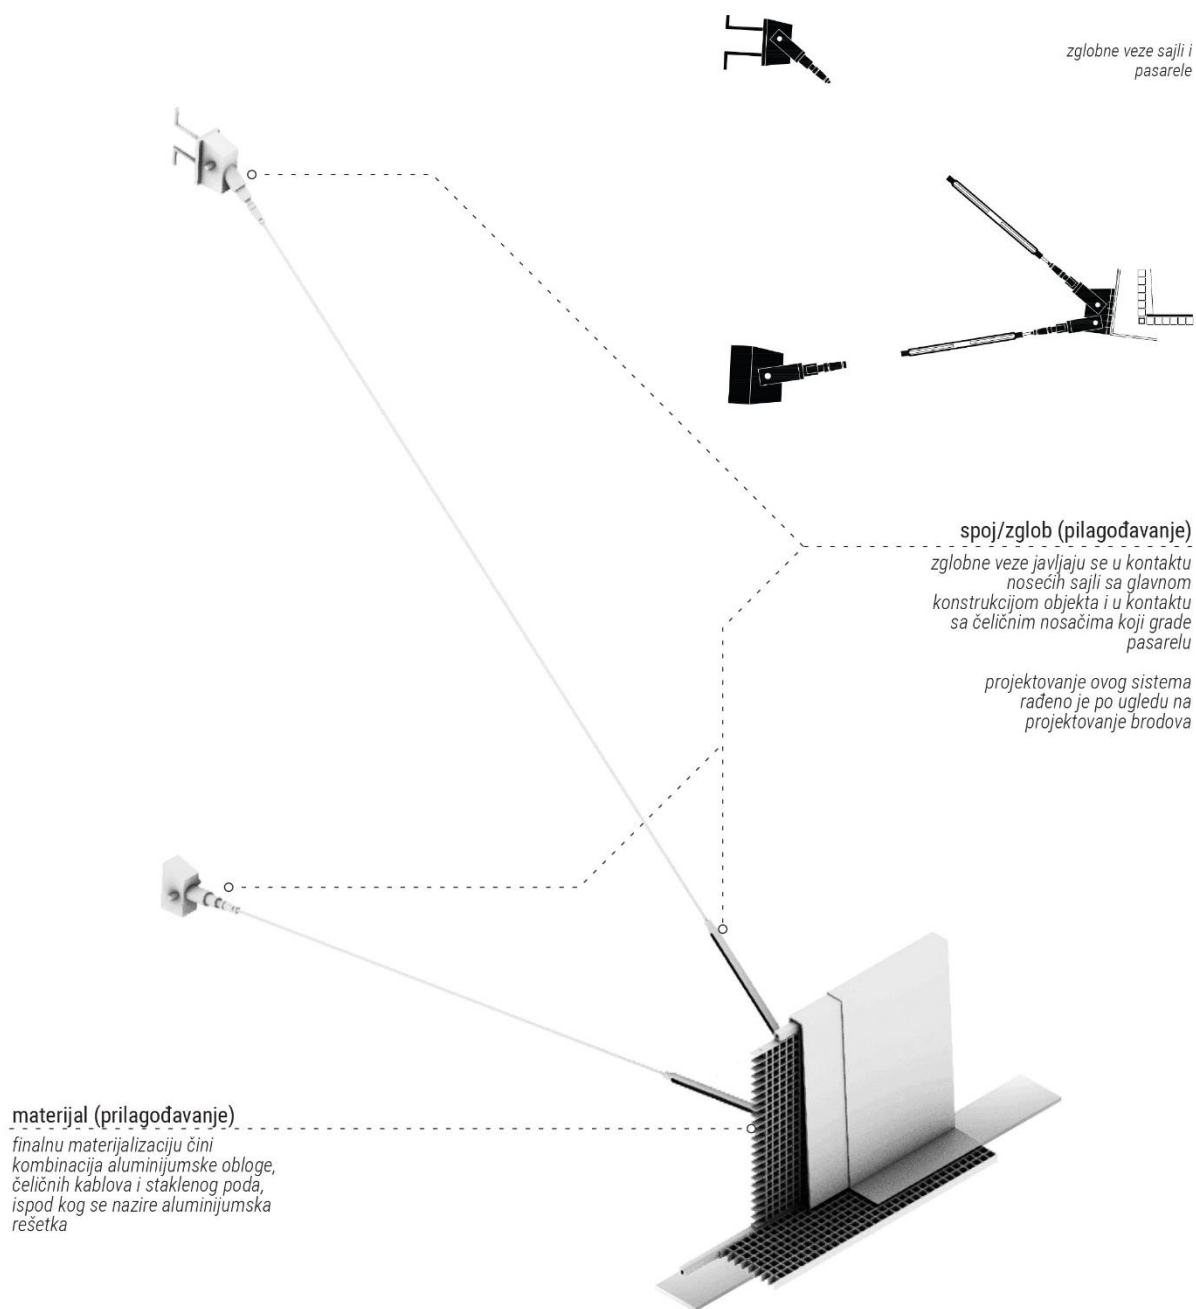 zglobne veze sajli i
pasarele
spoj/zglob (pilagođavanje)
zglobne veze javljaju se u kontaktu
nosećih sajli sa glavnom
konstrukcijom objekta i u kontaktu
sa čeličnim nosačima koji grade
pasarelu
projektovanje ovog sistema
rađeno je po ugledu na
projektovanje brodova
materijal (prilagođavanje)
finalnu materijalizaciju čini
kombinacija aluminijumske obloge,
čeličnih kablova i staklenog poda,
ispod kog se nazire aluminijumska
rešetka